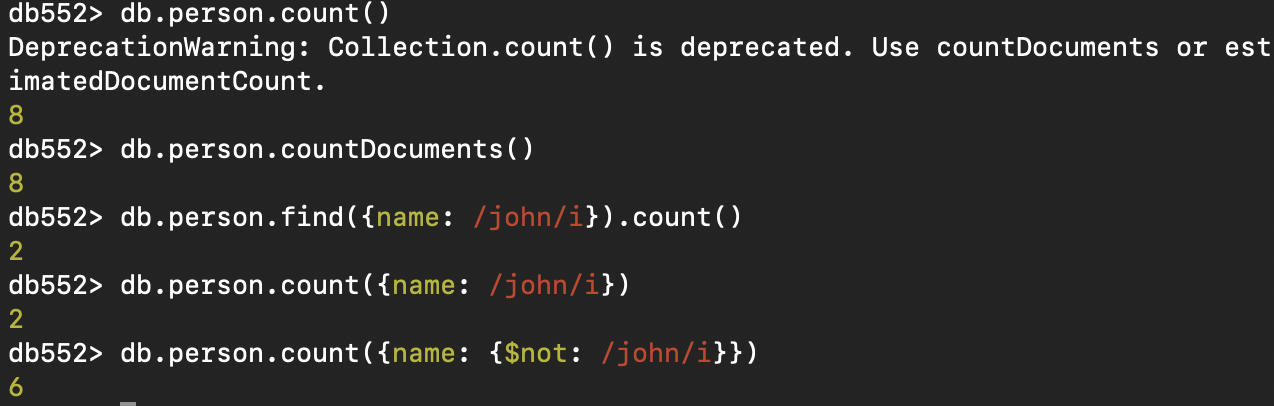 db552> db.person.count()
DeprecationWarning: Collection.count() is deprecated. Use countDocuments or est
imatedDocumentCount.
8
db552> db.person.countDocuments()
8
db552> db.person.find({name: /john/i}).count()
2
db552> db.person.count({name: /john/i})
2
db552> db.person.count({name: {$not: /john/i}})
6